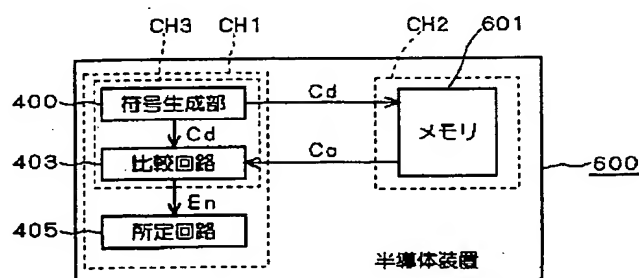 CH3 CH1 CH2 601
400 符号生成部 Cd メモリ
Cd
403 比較回路 Ca 600
En
405 所定回路
半導体装置